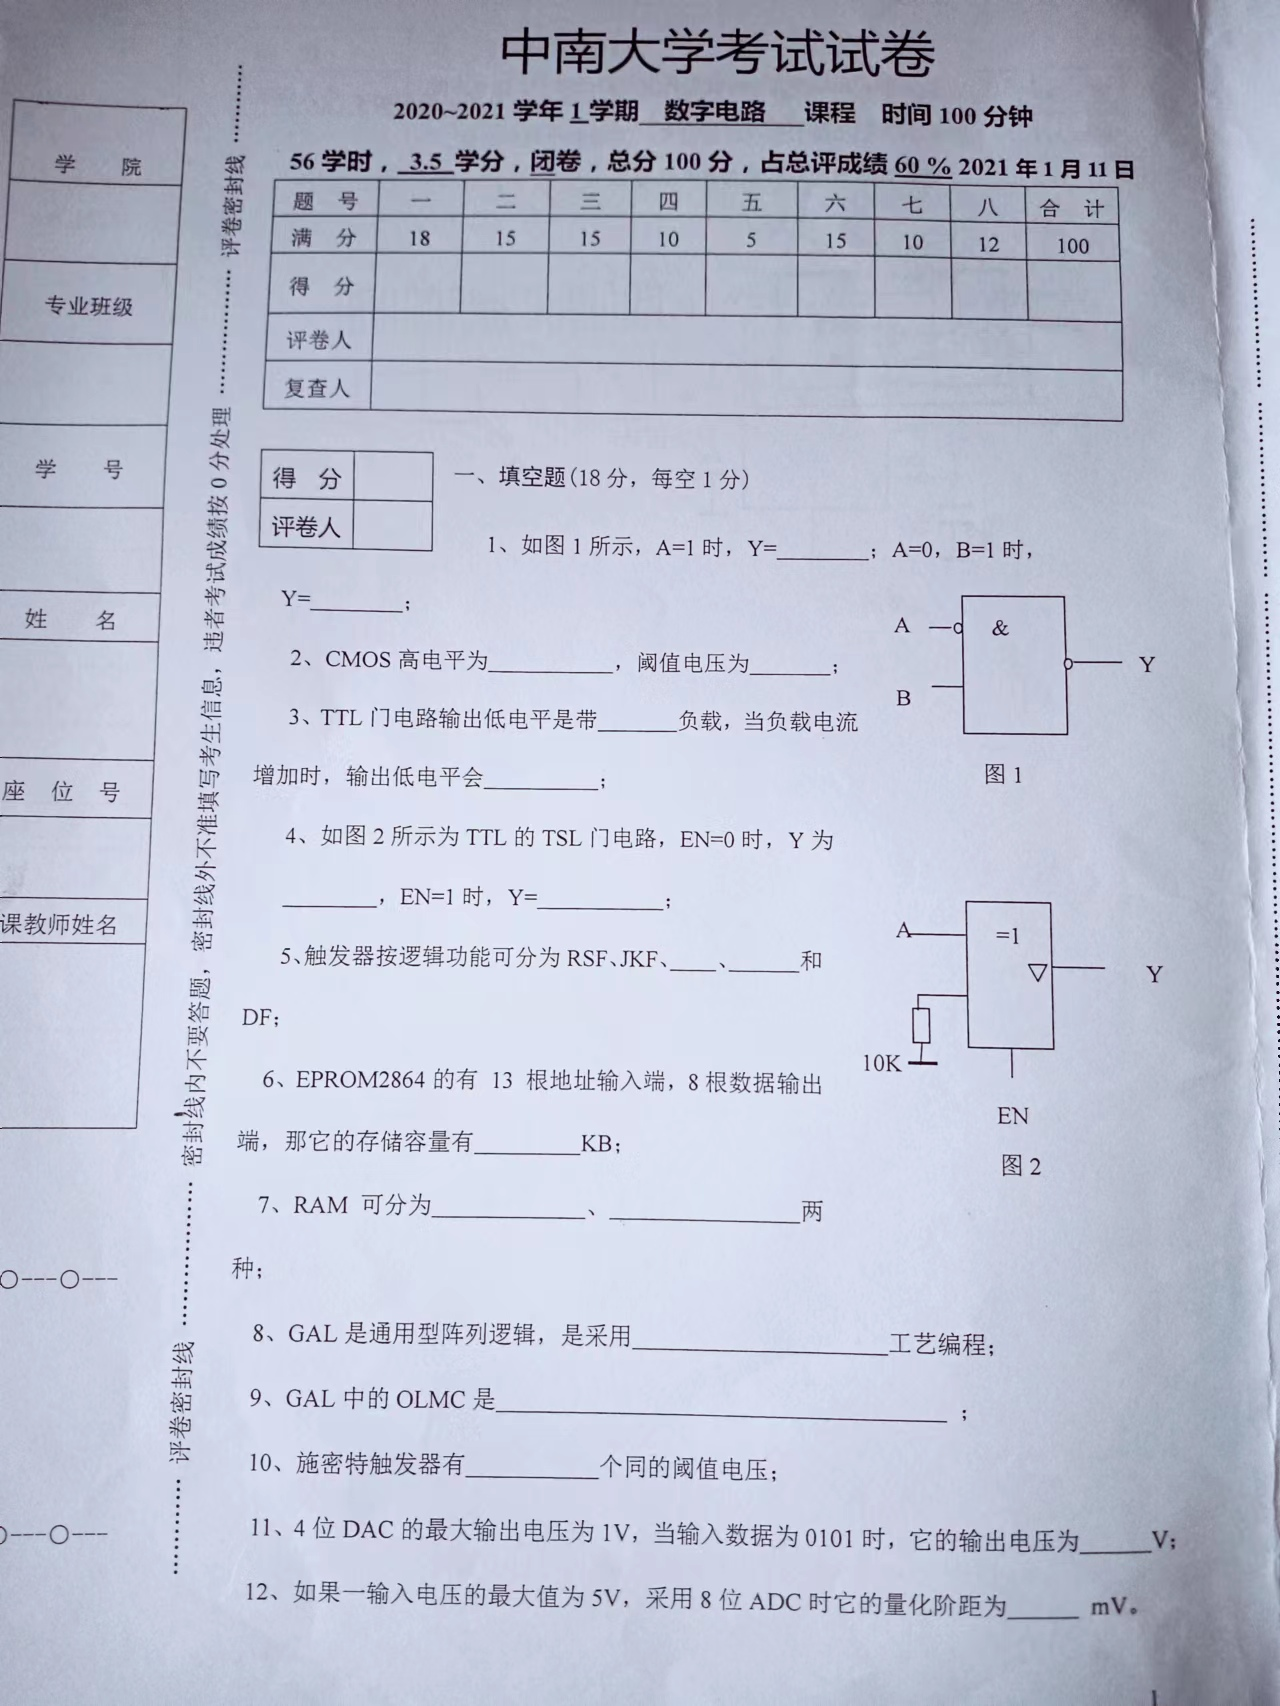 中南大学考试试卷
2020~2021 学年 1 学期 数字电路 课程 时间 100 分钟
56 学时， 3.5 学分，闭卷，总分 100 分，占总评成绩 60 % 2021 年 1 月 11 日
题 号 一 二 三 四 五 六 七 八 合 计
满 分 18 15 15 10 5 15 10 12 100
得 分
评卷人
复查人
学 院
专业班级
学 号
姓 名
座 位 号
课教师姓名
评卷密封线 密封线内不要答题，密封线外不准填写考生信息，违者考试成绩按 0 分处理 评卷密封线
得 分
评卷人
一、填空题(18 分，每空 1 分)
1、如图 1 所示，A=1 时，Y=________；A=0，B=1 时，
Y=________；
2、CMOS 高电平为___________，阈值电压为_______；
3、TTL 门电路输出低电平是带_______负载，当负载电流
增加时，输出低电平会__________；
4、如图 2 所示为 TTL 的 TSL 门电路，EN=0 时，Y 为
________，EN=1 时，Y=___________；
5、触发器按逻辑功能可分为 RSF、JKF、____、______和
DF；
6、EPROM2864 的有 13 根地址输入端，8 根数据输出
端，那它的存储容量有_________KB；
7、RAM 可分为_____________、________________两
种；
8、GAL 是通用型阵列逻辑，是采用______________________工艺编程；
9、GAL 中的 OLMC 是______________________________________；
10、施密特触发器有___________个同的阈值电压；
11、4 位 DAC 的最大输出电压为 1V，当输入数据为 0101 时，它的输出电压为______V；
12、如果一输入电压的最大值为 5V，采用 8 位 ADC 时它的量化阶距为______ mV。
A
&
Y
B
图 1
A
=1
▽
Y
10K
EN
图 2
1